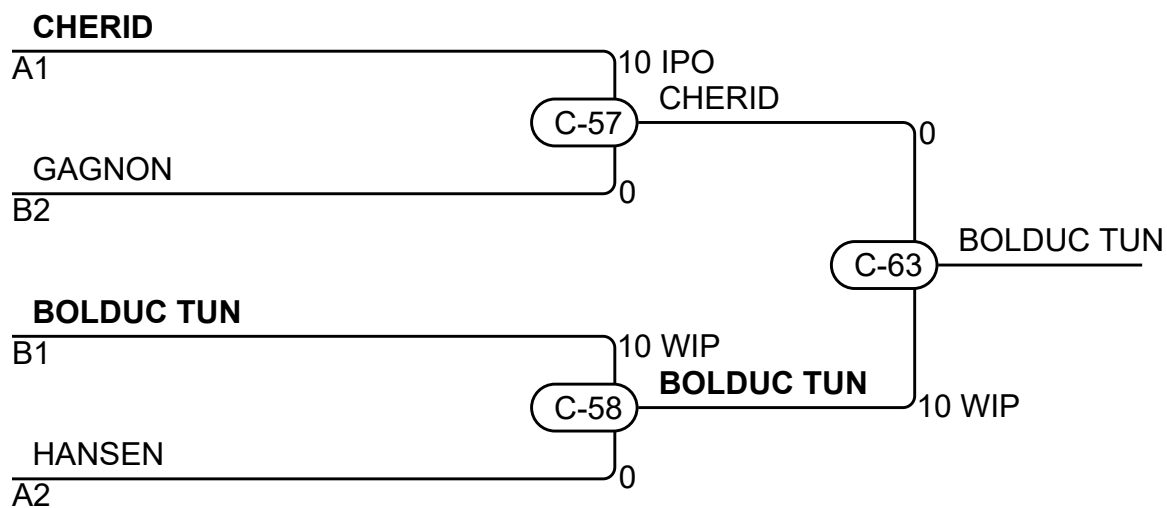 CHERID
A1
10 IPO
CHERID
C-57
0
GAGNON
B2
0
BOLDUC TUN
C-63
BOLDUC TUN
B1
10 WIP
BOLDUC TUN
C-58
10 WIP
HANSEN
A2
0